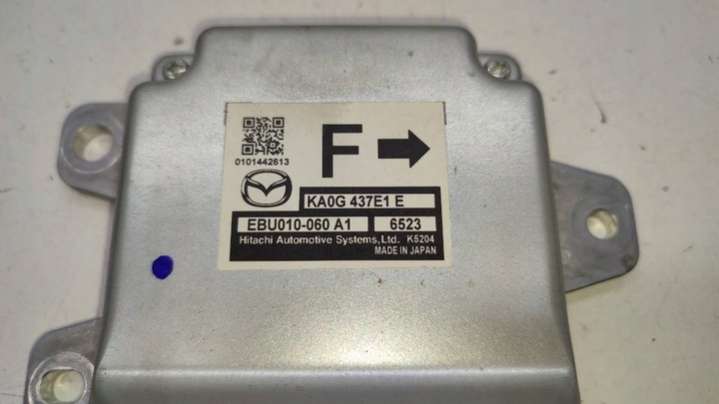 F
0101442613
KA0G 437E1 E
EBU010-060 A1 6523
Hitachi Automotive Systems,Ltd. K5204
MADE IN JAPAN